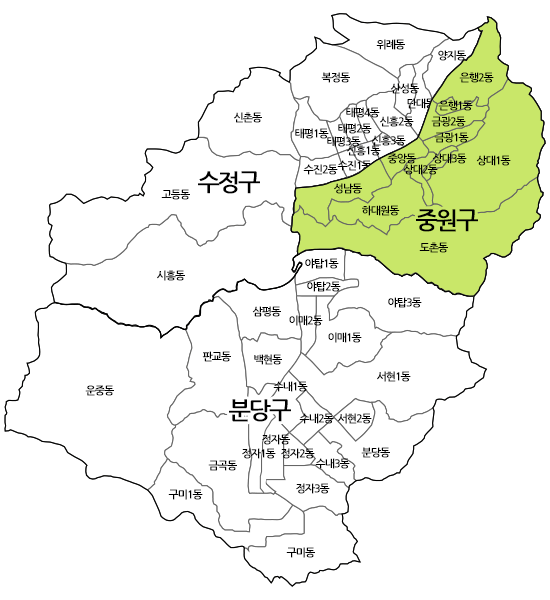 위례동
양지동
복정동
은행2동
산성동
단대동
은행1동
신촌동
태평4동
신흥2동
금광2동
태평1동
태평2동
태평3동
신흥3동
금광1동
신흥1동
중앙동
상대3동
상대1동
수진2동
수진1동
상대2동
수정구
성남동
고등동
하대원동
중원구
도촌동
야탑1동
시흥동
야탑2동
야탑3동
삼평동
이매2동
이매1동
판교동
백현동
서현1동
운중동
수내1동
분당구
수내2동
서현2동
정자동
정자1동
정자2동
분당동
금곡동
수내3동
구미1동
정자3동
구미동